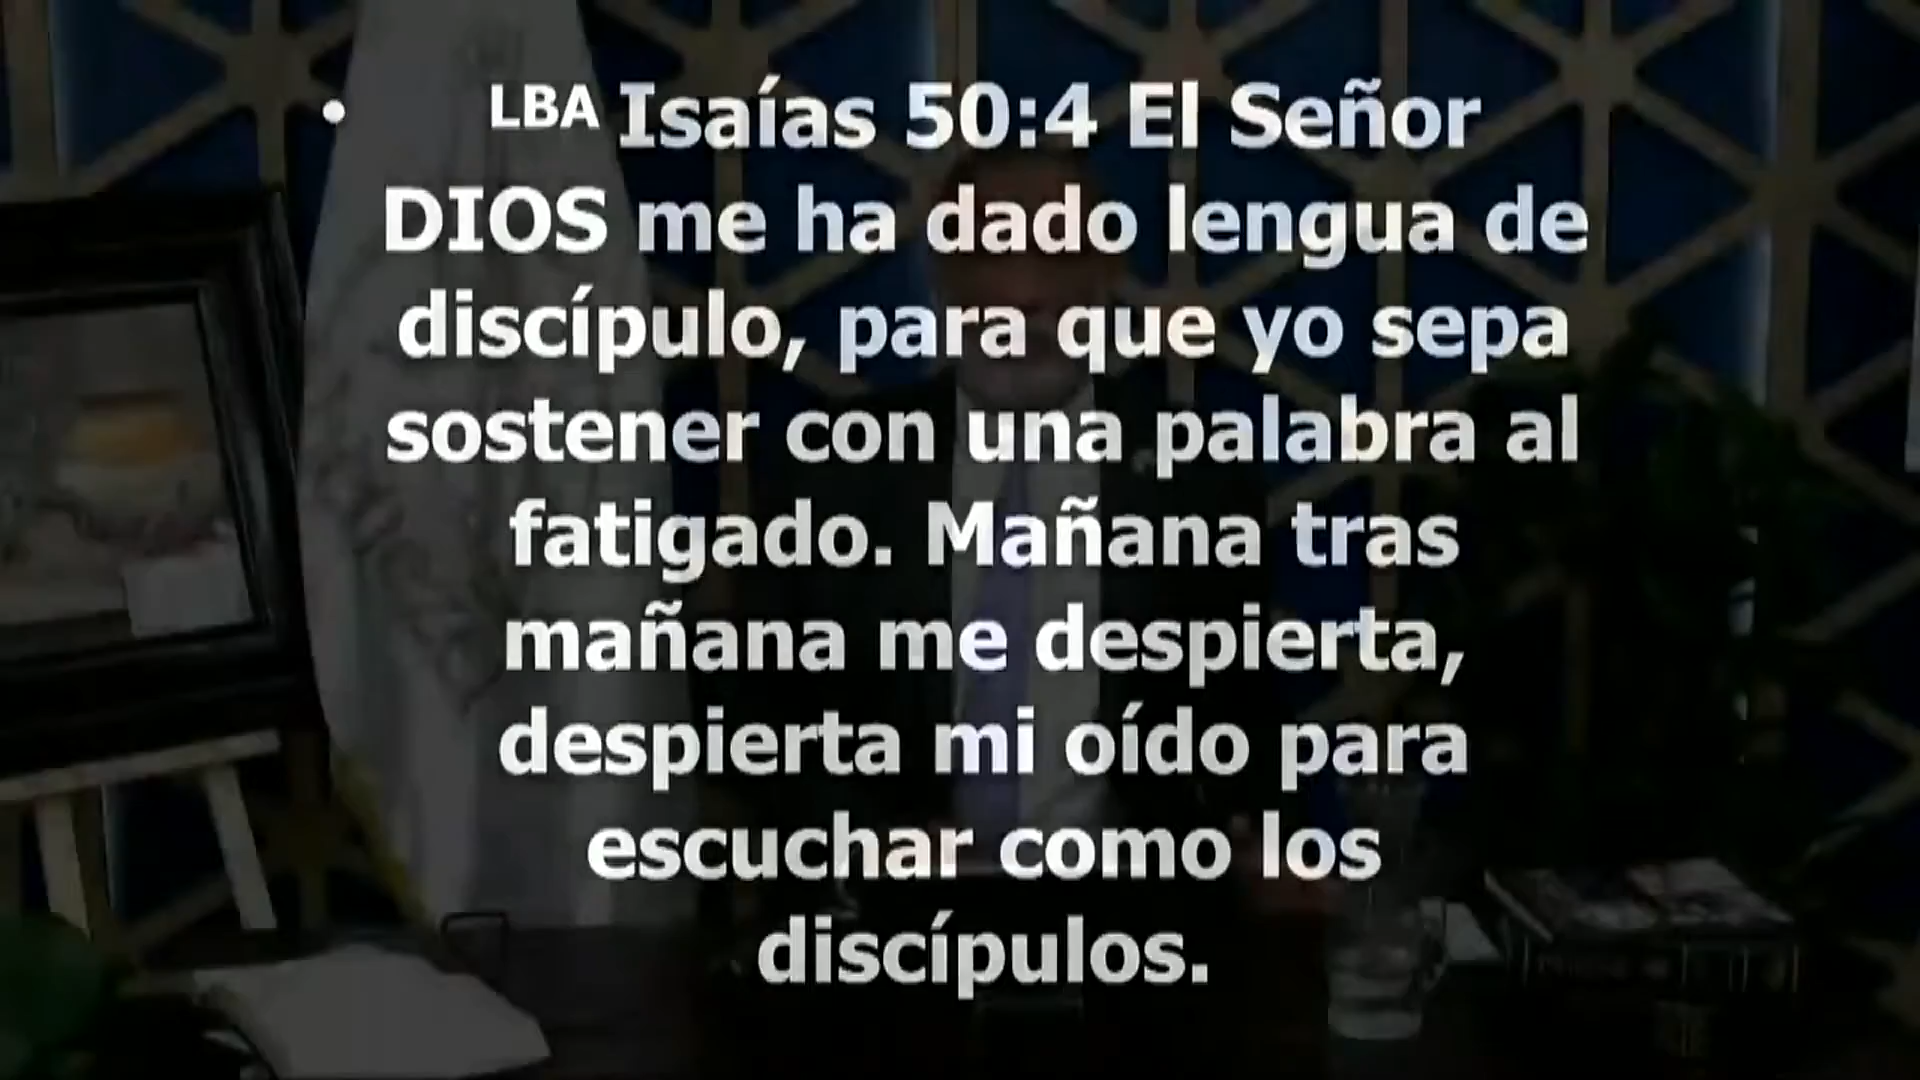 • LBA Isaías 50:4 El Señor
DIOS me ha dado lengua de
discípulo, para que yo sepa
sostener con una palabra al
fatigado. Mañana tras
mañana me despierta,
despierta mi oído para
escuchar como los
discípulos.